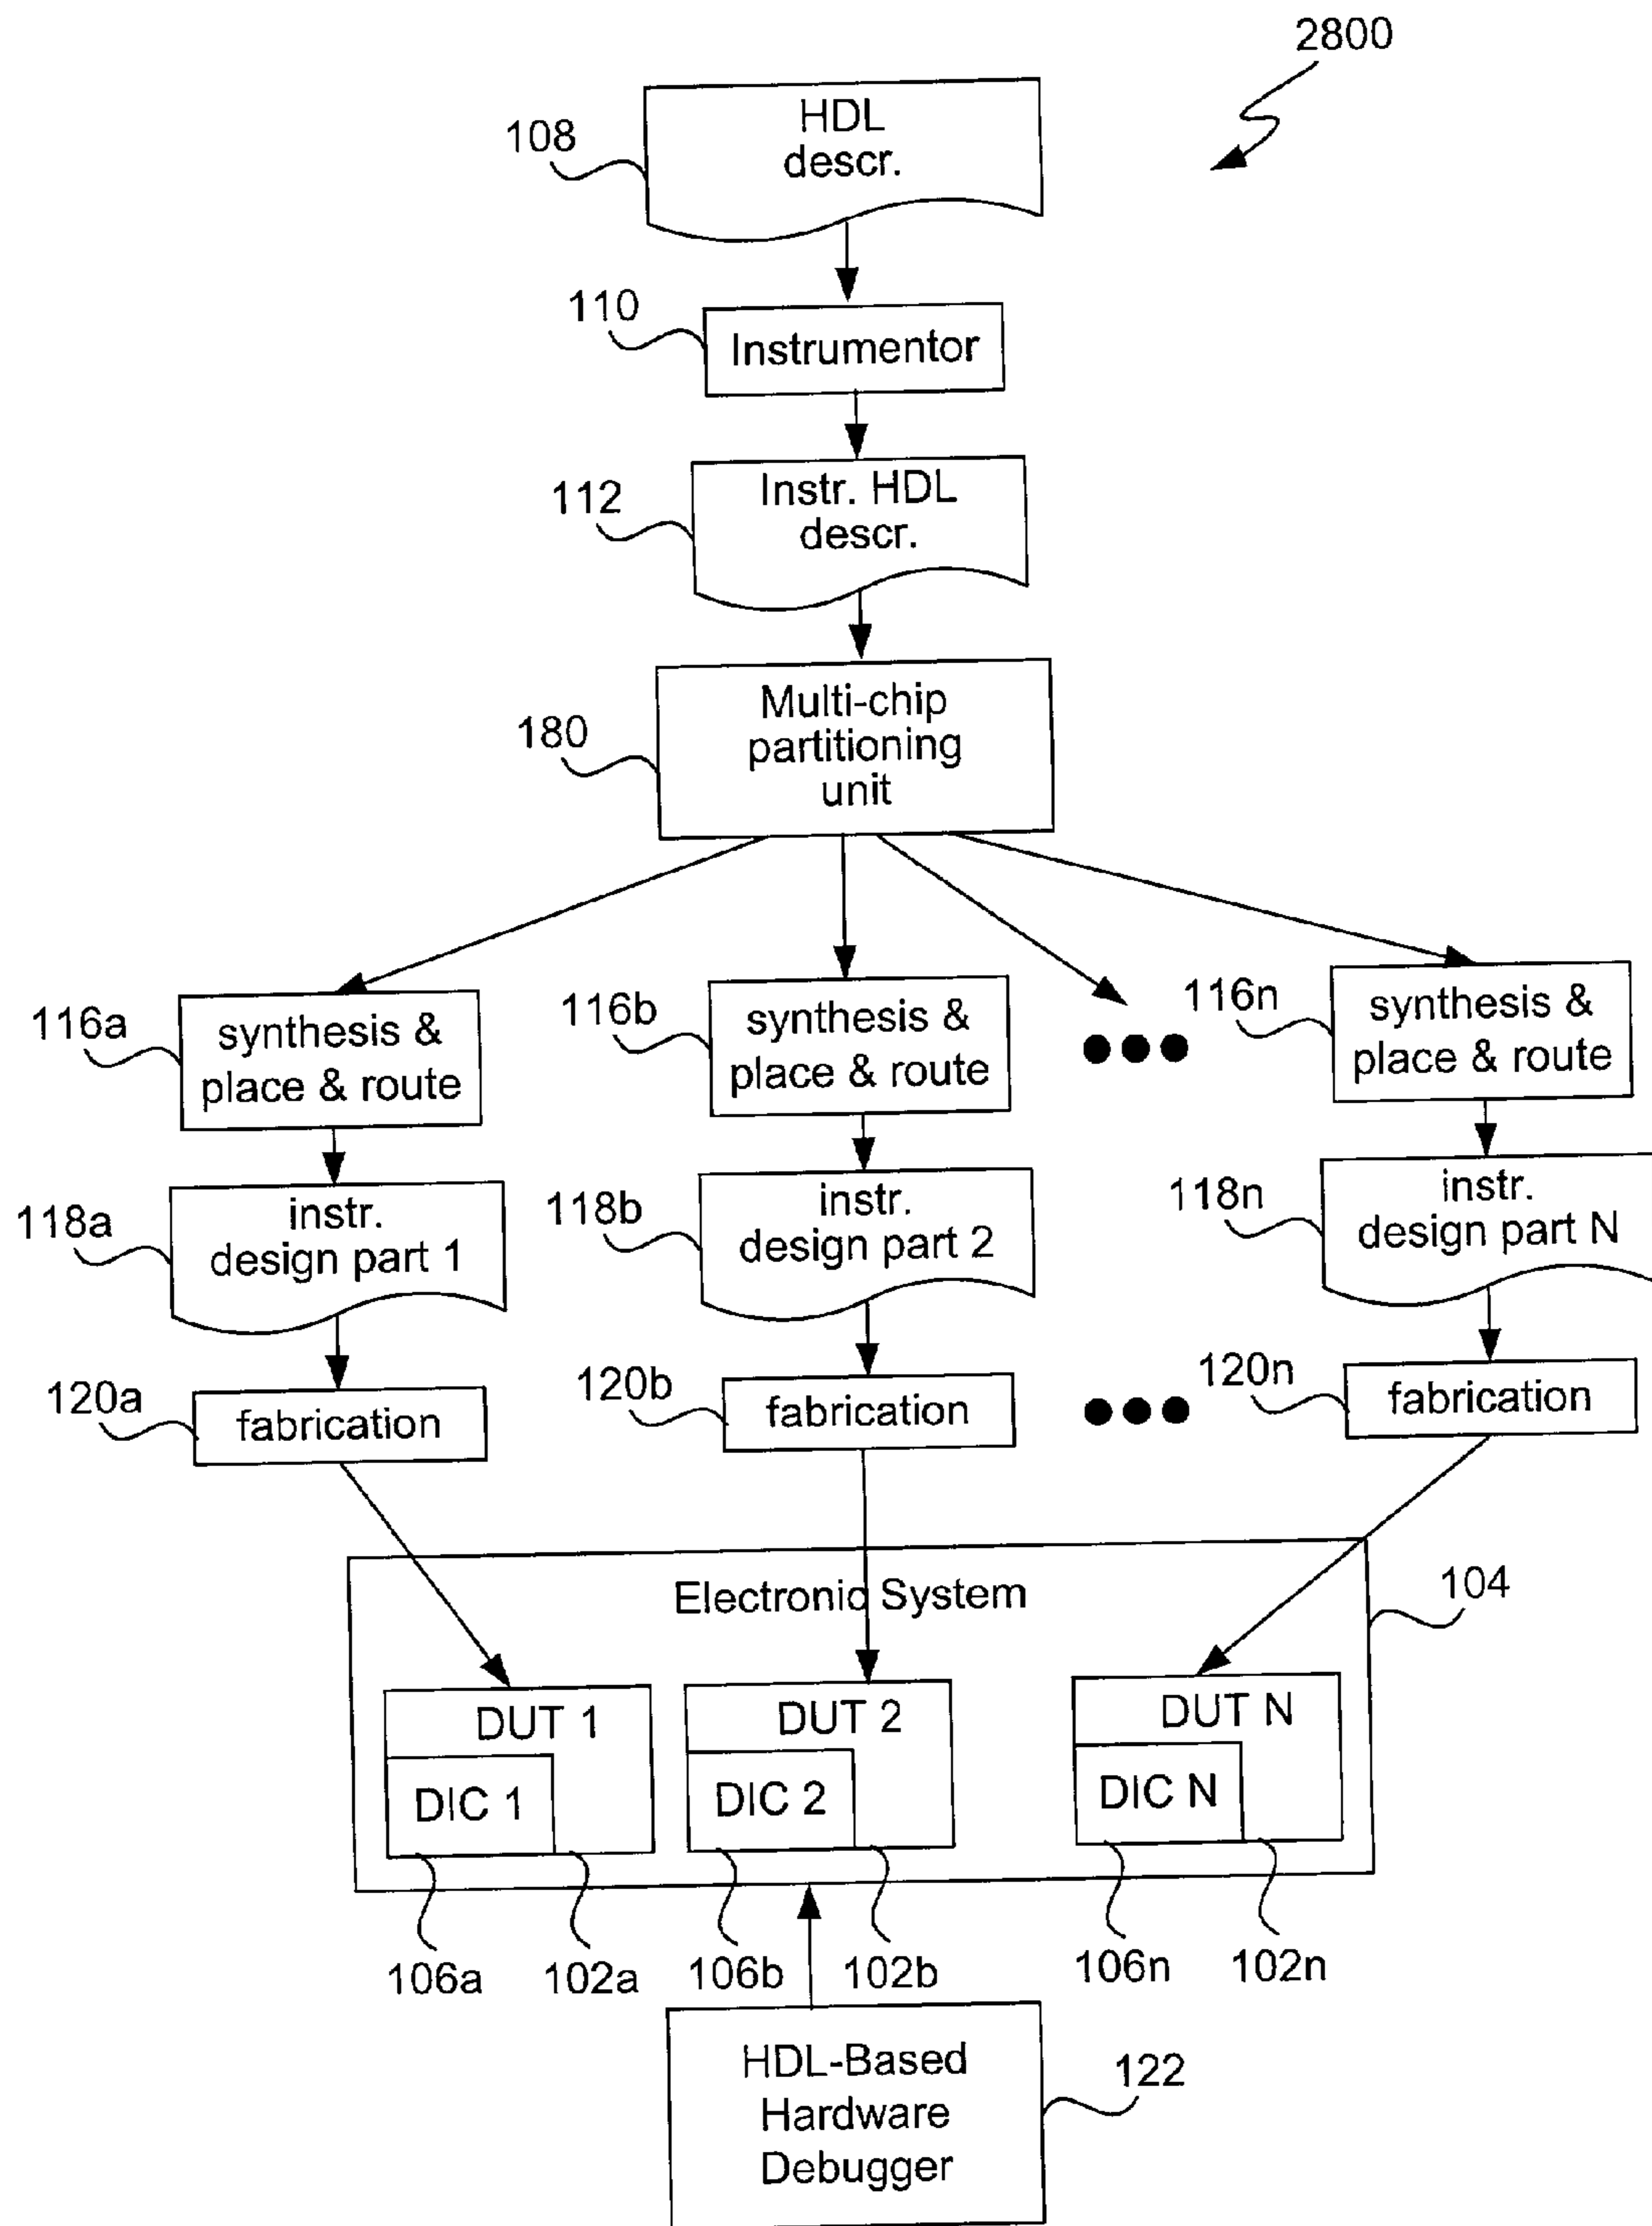 2800
HDL
descr.
108
110
Instrumentor
112
Instr. HDL
descr.
180
Multi-chip
partitioning
unit
116a
synthesis &
place & route
116b
synthesis &
place & route
116n
synthesis &
place & route
118a
instr.
design part 1
118b
instr.
design part 2
118n
instr.
design part N
120a
fabrication
120b
fabrication
120n
fabrication
Electronic System
104
DUT 1
DIC 1
DUT 2
DIC 2
DUT N
DIC N
106a
102a
106b
102b
106n
102n
HDL-Based
Hardware
Debugger
122